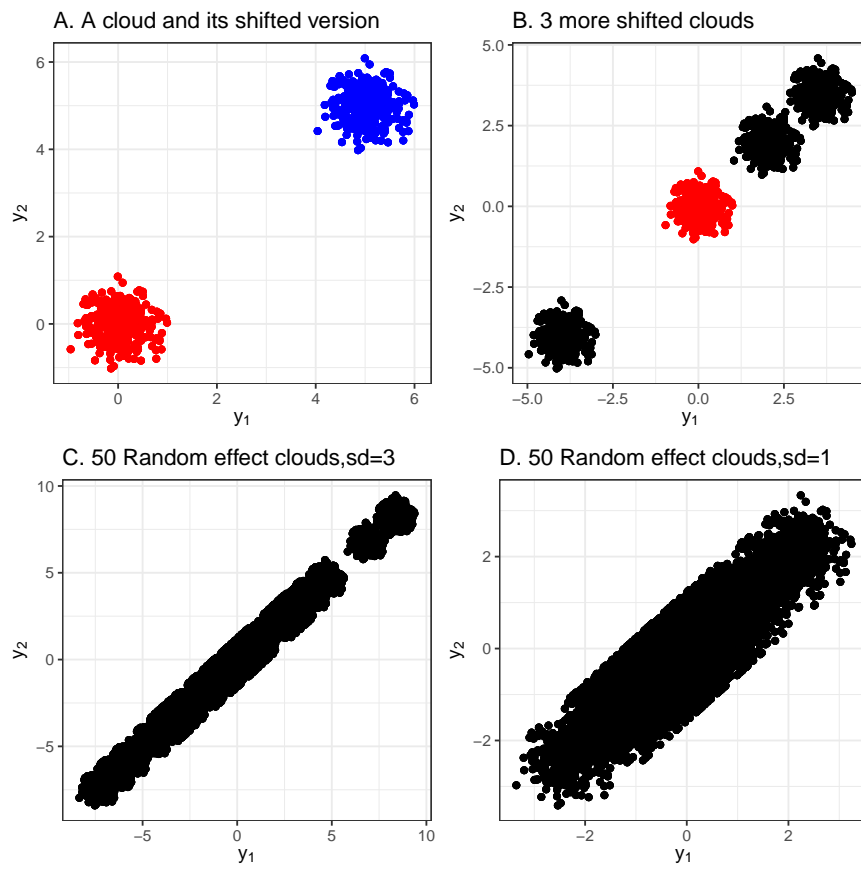 A. A cloud and its shifted version
6
4
2
0
y2
0
2
4
6
y1
B. 3 more shifted clouds
5.0
2.5
0.0
−2.5
−5.0
y2
−5.0
−2.5
0.0
2.5
y1
C. 50 Random effect clouds,sd=3
10
5
0
−5
y2
−5
0
5
10
y1
D. 50 Random effect clouds,sd=1
2
0
−2
y2
−2
0
2
y1